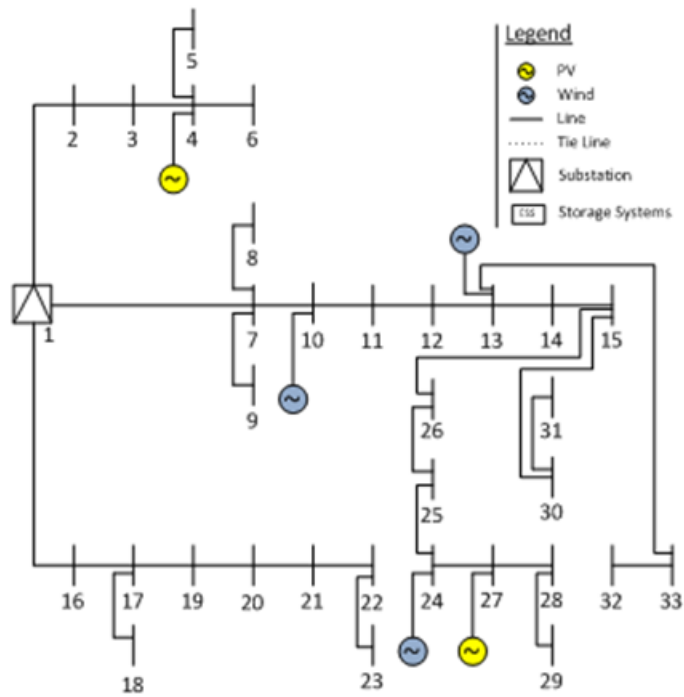 Legend
PV
Wind
Line
Tie Line
Substation
ESS Storage Systems
5
2 3 4 6
8
1 7 10 11 12 13 14 15
9
26 31
25 30
16 17 19 20 21 22 24 27 28 32 33
18 23 29